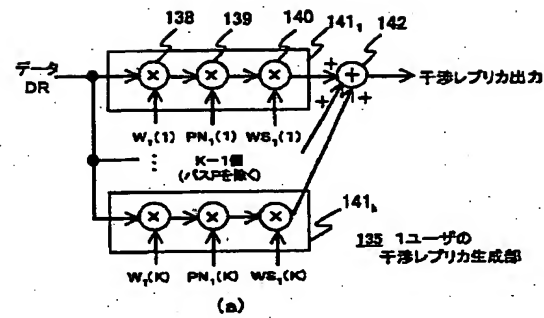 138 139 140 141₁ 142
データ
DR
干渉レプリカ出力
+ + + +
W₁(1) PN₁(1) WS₁(1)
⋮ K-1個
(パスPを除く)
141ₖ
W₁(K) PN₁(K) WS₁(K)
135 1ユーザの
干渉レプリカ生成部
(a)